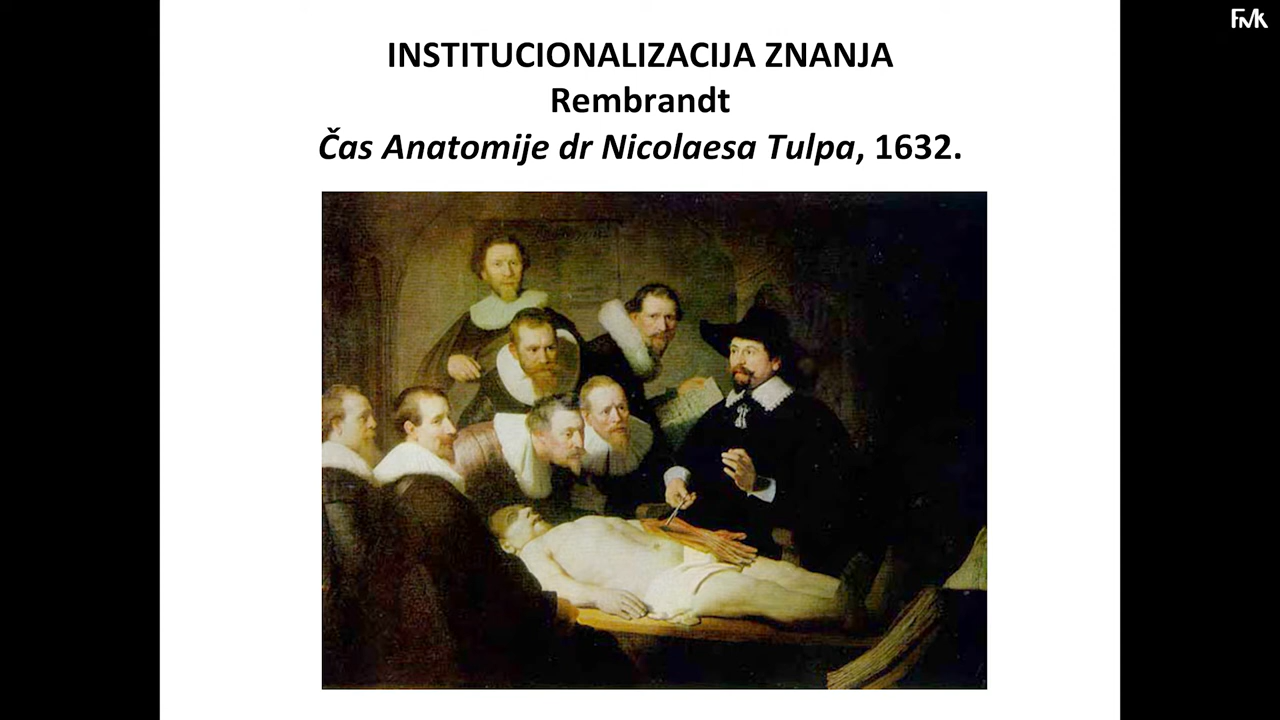 FMK
INSTITUCIONALIZACIJA ZNANJA
Rembrandt
Čas Anatomije dr Nicolaesa Tulpa, 1632.